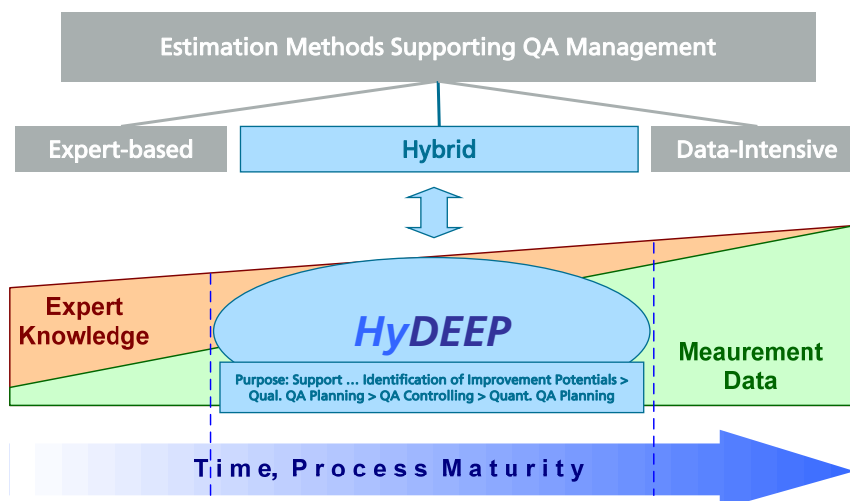 Estimation Methods Supporting QA Management
Expert-based
Hybrid
Data-Intensive
Expert
Knowledge
HyDEEP
Meaurement
Data
Purpose: Support ... Identification of Improvement Potentials >
Qual. QA Planning > QA Controlling > Quant. QA Planning
Time, Process Maturity